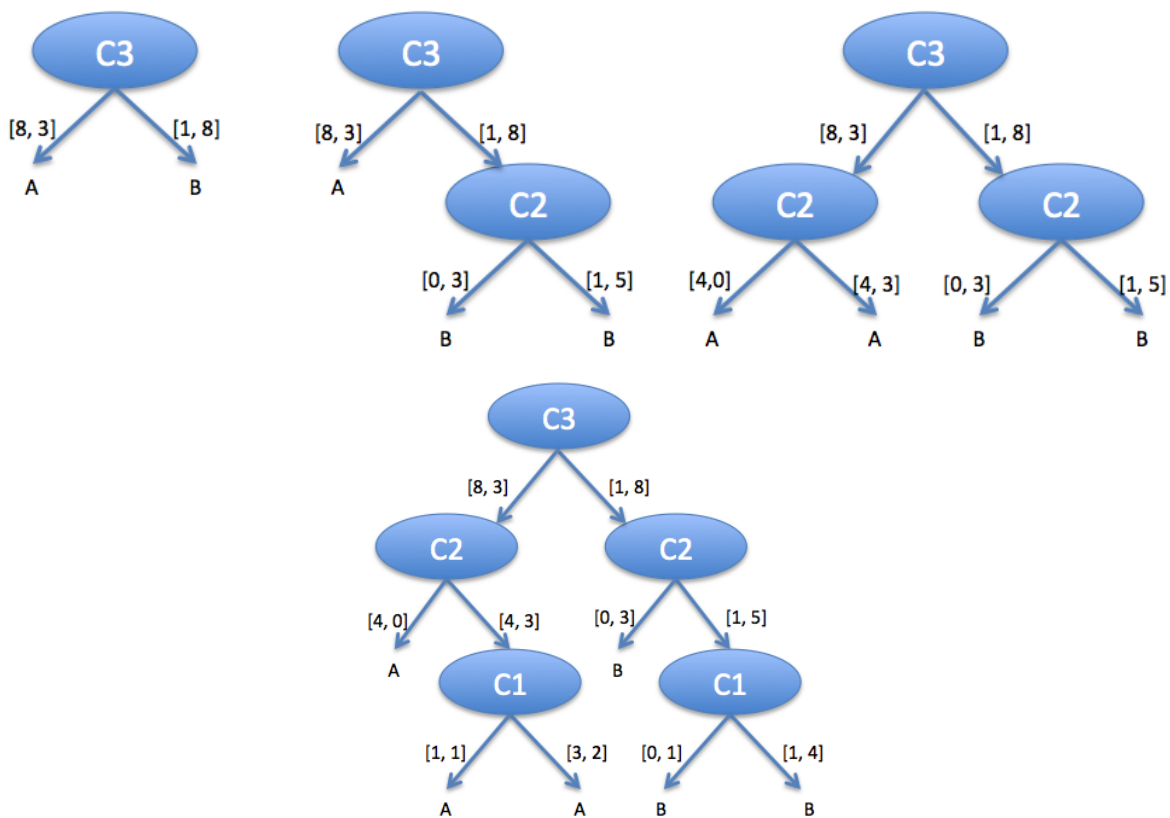 C3 C3 C3
[8, 3] [1, 8] [8, 3] [1, 8] [8, 3] [1, 8]
A B A C2 C2 C2
[0, 3] [1, 5] [4,0] [4, 3] [0, 3] [1, 5]
B B A A B B
C3
[8, 3] [1, 8]
C2 C2
[4, 0] [4, 3] [0, 3] [1, 5]
A C1 B C1
[1, 1] [3, 2] [0, 1] [1, 4]
A A B B